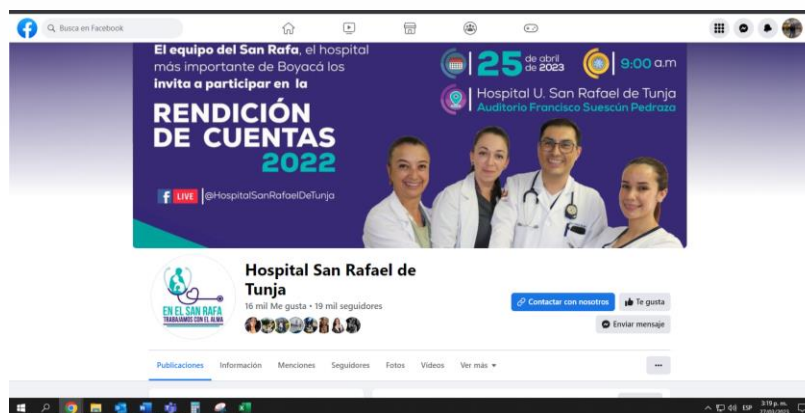 Busca en Facebook
El equipo del San Rafa, el hospital
más importante de Boyacá los
invita a participar en la
RENDICIÓN
DE CUENTAS
2022
LIVE @HospitalSanRafaelDeTunja
25 de abril
de 2023
9:00 a.m
Hospital U. San Rafael de Tunja
Auditorio Francisco Suescún Pedraza
EN EL SAN RAFA
TRABAJAMOS CON EL ALMA
Hospital San Rafael de
Tunja
16 mil Me gusta • 19 mil seguidores
Contactar con nosotros
Te gusta
Enviar mensaje
Publicaciones Información Menciones Seguidores Fotos Videos Ver más
ESP
3:19 p. m.